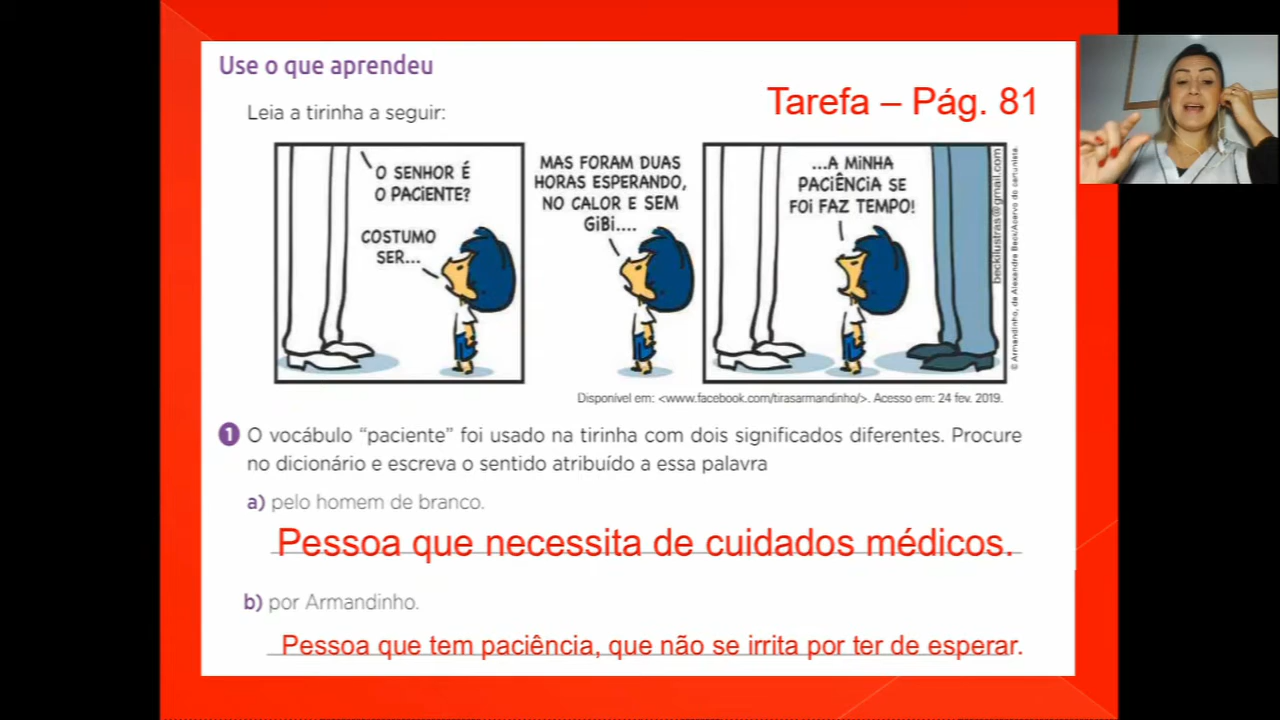 Use o que aprendeu
Tarefa – Pág. 81
Leia a tirinha a seguir:
O SENHOR É
O PACIENTE?
COSTUMO
SER...
MAS FORAM DUAS
HORAS ESPERANDO,
NO CALOR E SEM
GIBI....
...A MINHA
PACIÊNCIA SE
FOI FAZ TEMPO!
beckilustras@gmail.com
© Armandinho, de Alexandre Beck/Acervo do cartunista.
Disponível em: <www.facebook.com/tirasarmandinho/>. Acesso em: 24 fev. 2019.
1 O vocábulo “paciente” foi usado na tirinha com dois significados diferentes. Procure
no dicionário e escreva o sentido atribuído a essa palavra
a) pelo homem de branco.
Pessoa que necessita de cuidados médicos.
b) por Armandinho.
Pessoa que tem paciência, que não se irrita por ter de esperar.